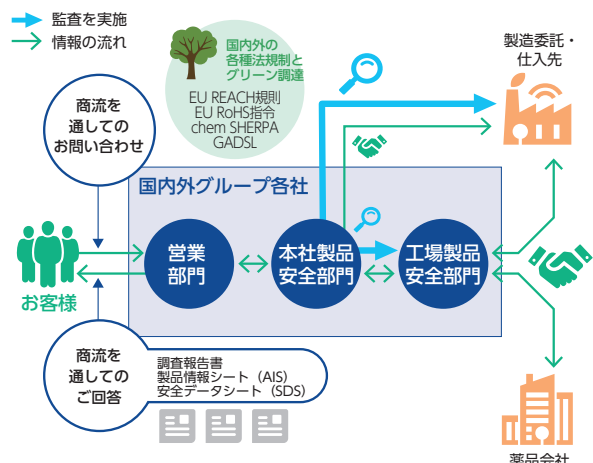 監査を実施
情報の流れ
国内外の
各種法規制と
グリーン調達
EU REACH規則
EU RoHS指令
chem SHERPA
GADSL
製造委託・
仕入先
商流を
通しての
お問い合わせ
国内外グループ各社
お客様
営業
部門
本社製品
安全部門
工場製品
安全部門
商流を
通しての
ご回答
調査報告書
製品情報シート（AIS）
安全データシート（SDS）
薬品会社